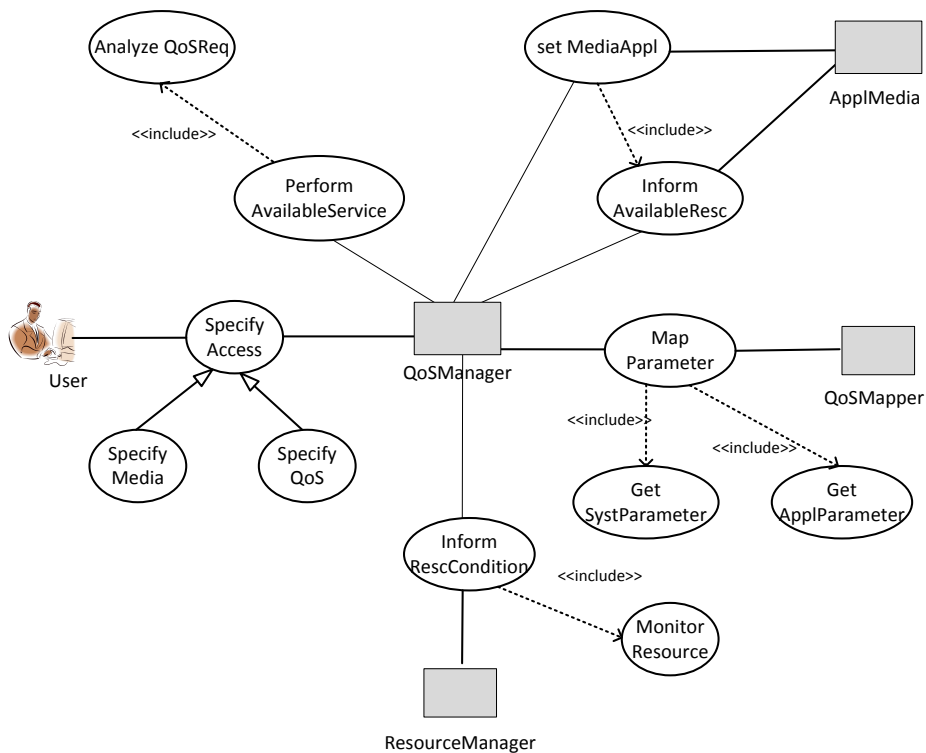 Analyze QoSReq
set MediaAppl
ApplMedia
<<include>>
<<include>>
Perform
AvailableService
Inform
AvailableResc
Specify
Access
User
QoSManager
Map
Parameter
QoSMapper
<<include>>
<<include>>
Specify
Media
Specify
QoS
Get
SystParameter
Get
ApplParameter
Inform
RescCondition
<<include>>
Monitor
Resource
ResourceManager